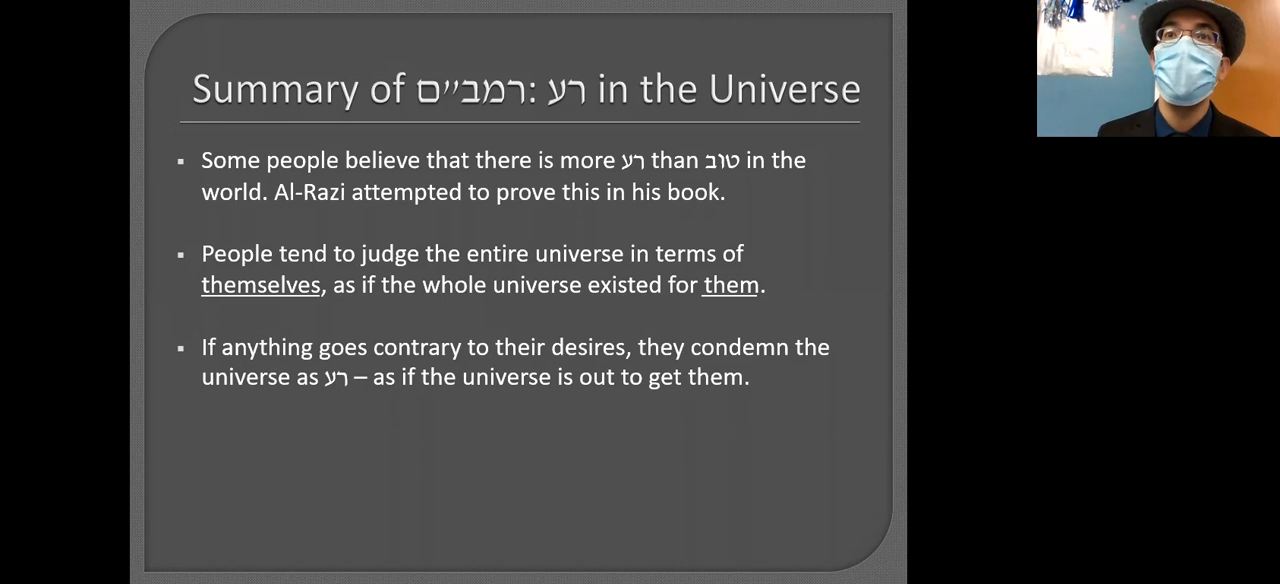 Summary of רמב״ם: רע in the Universe
▪ Some people believe that there is more רע than טוב in the
world. Al-Razi attempted to prove this in his book.
▪ People tend to judge the entire universe in terms of
themselves, as if the whole universe existed for them.
▪ If anything goes contrary to their desires, they condemn the
universe as רע – as if the universe is out to get them.